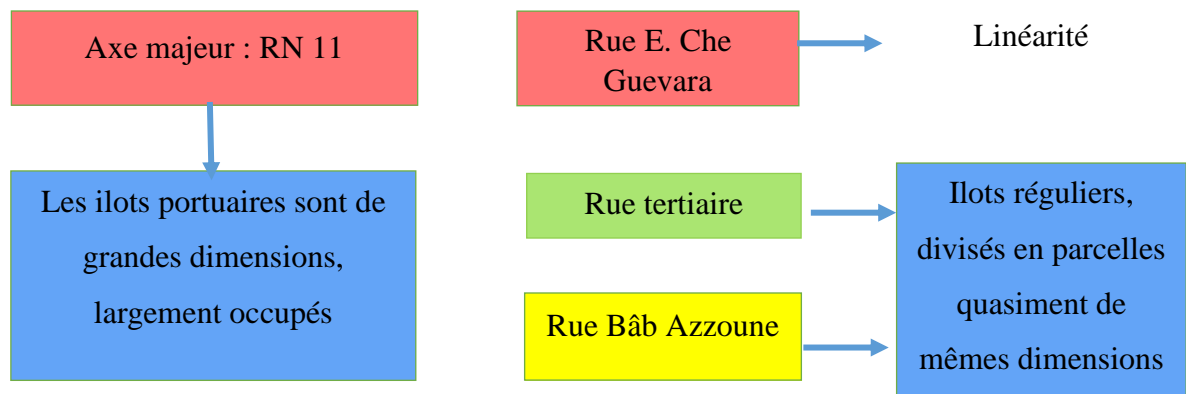 Axe majeur : RN 11
Les ilots portuaires sont de
grandes dimensions,
largement occupés
Rue E. Che
Guevara
Linéarité
Rue tertiaire
Rue Bâb Azzoune
Ilots réguliers,
divisés en parcelles
quasiment de
mêmes dimensions